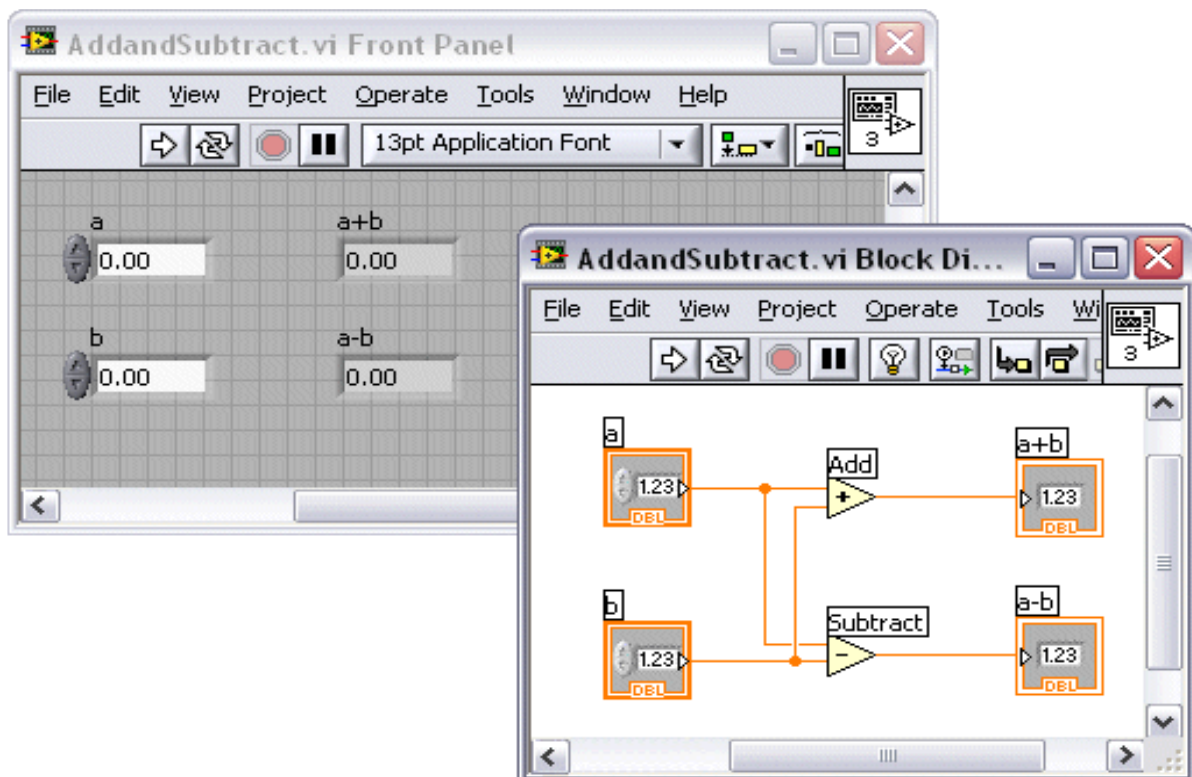 AddandSubtract.vi Front Panel
File Edit View Project Operate Tools Window Help
13pt Application Font
3
a
0.00
a+b
0.00
b
0.00
a-b
0.00
AddandSubtract.vi Block Di...
File Edit View Project Operate Tools Wi
3
a
1.23
DBL
Add
+
a+b
1.23
DBL
b
1.23
DBL
Subtract
-
a-b
1.23
DBL